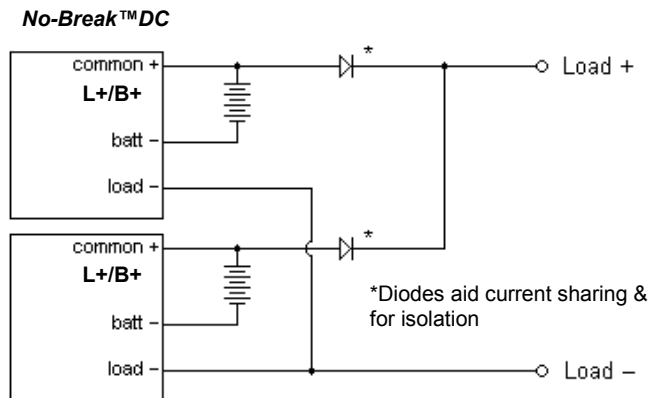 No-Break™DC
common +
L+/B+
batt –
load –
* 
Load +
common +
L+/B+
batt –
load –
*
*Diodes aid current sharing &
for isolation
Load –